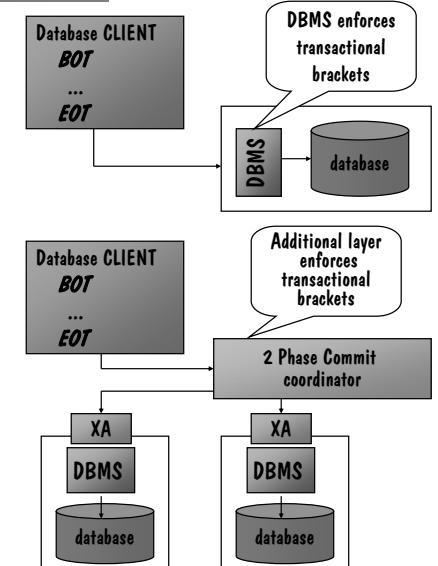 Database CLIENT
BOT
...
EOT
DBMS enforces
transactional
brackets
DBMS
database
Database CLIENT
BOT
...
EOT
Additional layer
enforces
transactional
brackets
2 Phase Commit
coordinator
XA
XA
DBMS
DBMS
database
database